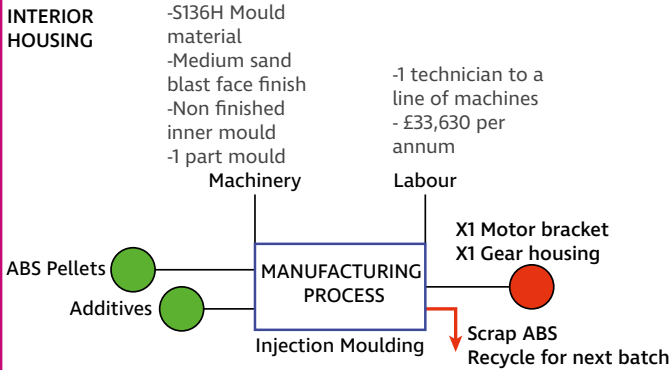 INTERIOR
HOUSING
-S136H Mould
material
-Medium sand
blast face finish
-Non finished
inner mould
-1 part mould
Machinery
-1 technician to a
line of machines
- £33,630 per
annum
Labour
X1 Motor bracket
X1 Gear housing
ABS Pellets
Additives
MANUFACTURING
PROCESS
Injection Moulding
Scrap ABS
Recycle for next batch